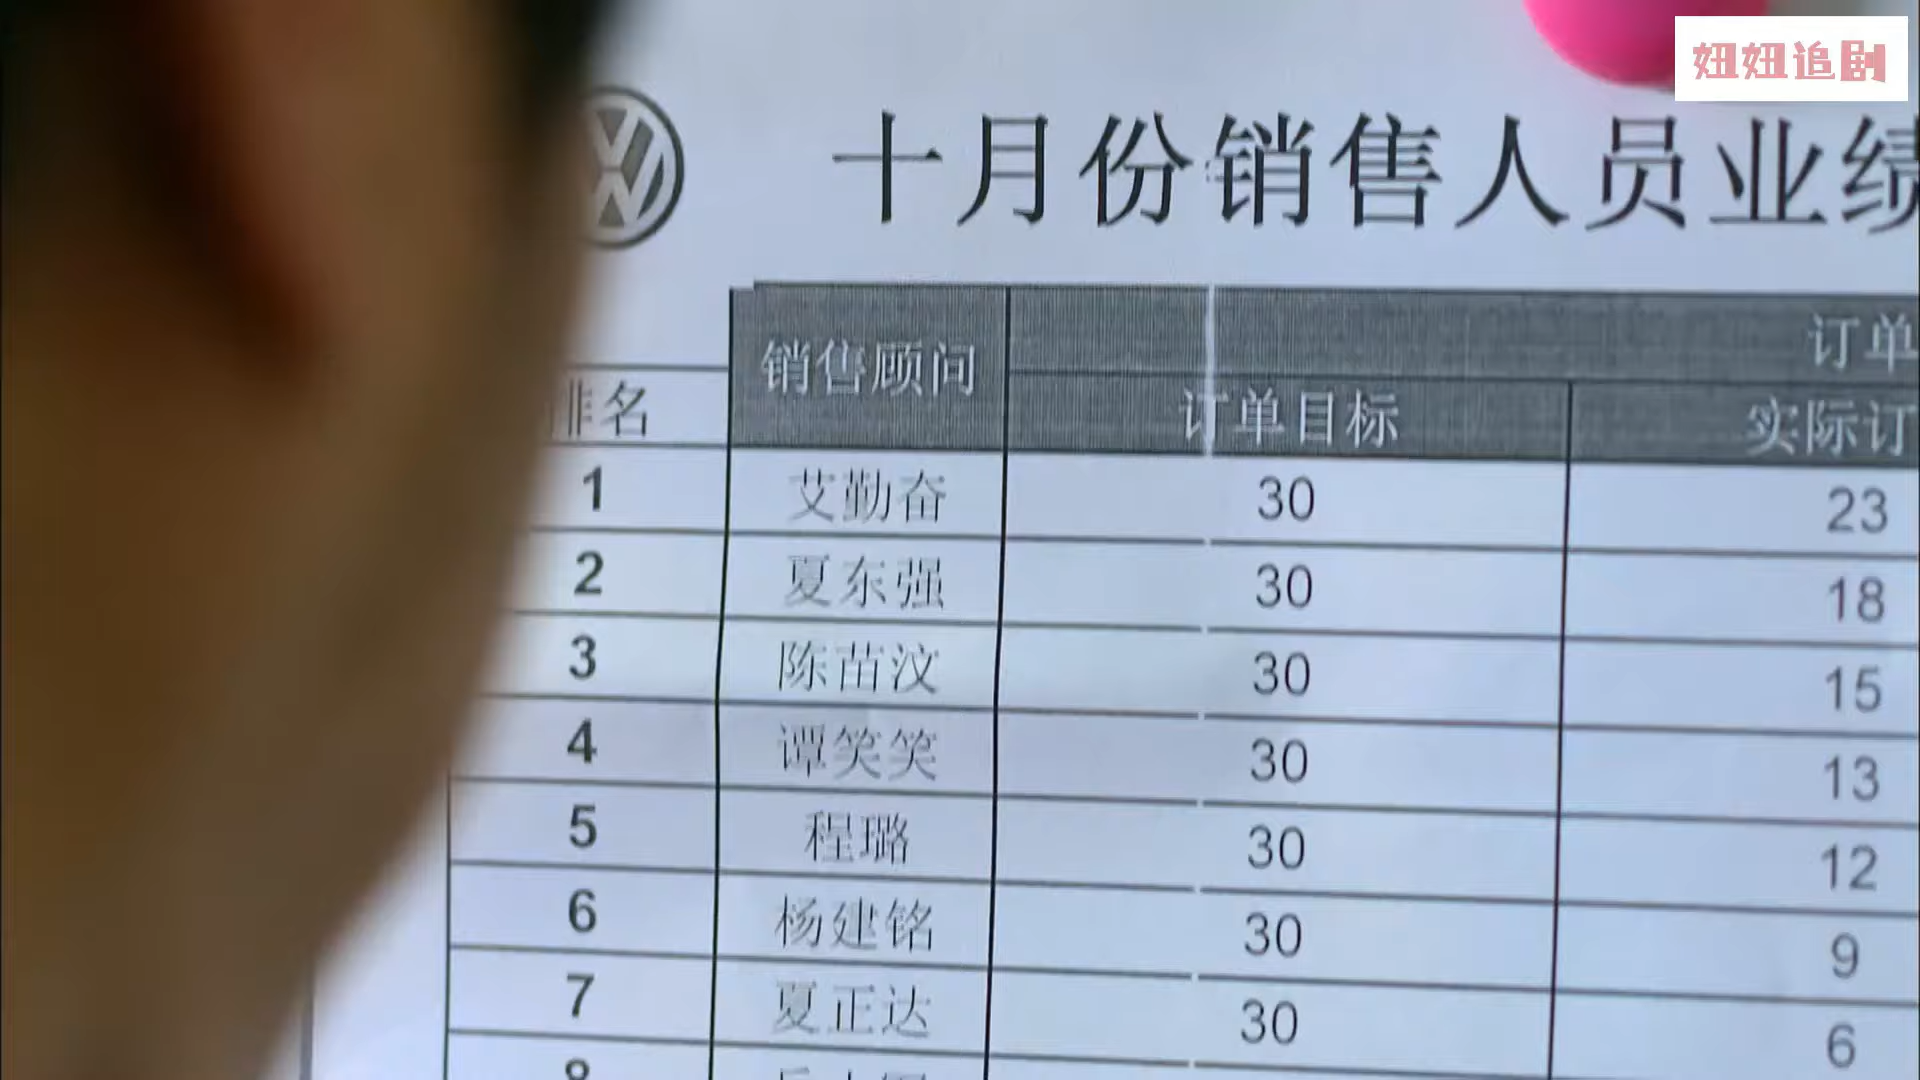 妞妞追剧
十月份销售人员业绩
订单
排名 销售顾问 订单目标 实际订
1 艾勤奋 30 23
2 夏东强 30 18
3 陈苗汶 30 15
4 谭笑笑 30 13
5 程璐 30 12
6 杨建铭 30 9
7 夏正达 30 6
8